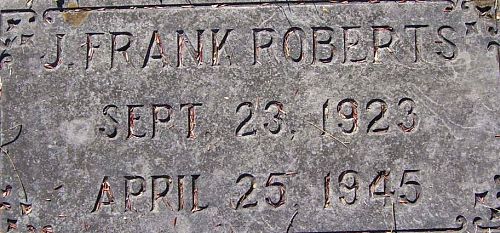 J. FRANK ROBERTS
SEPT. 23, 1923
APRIL 25, 1945